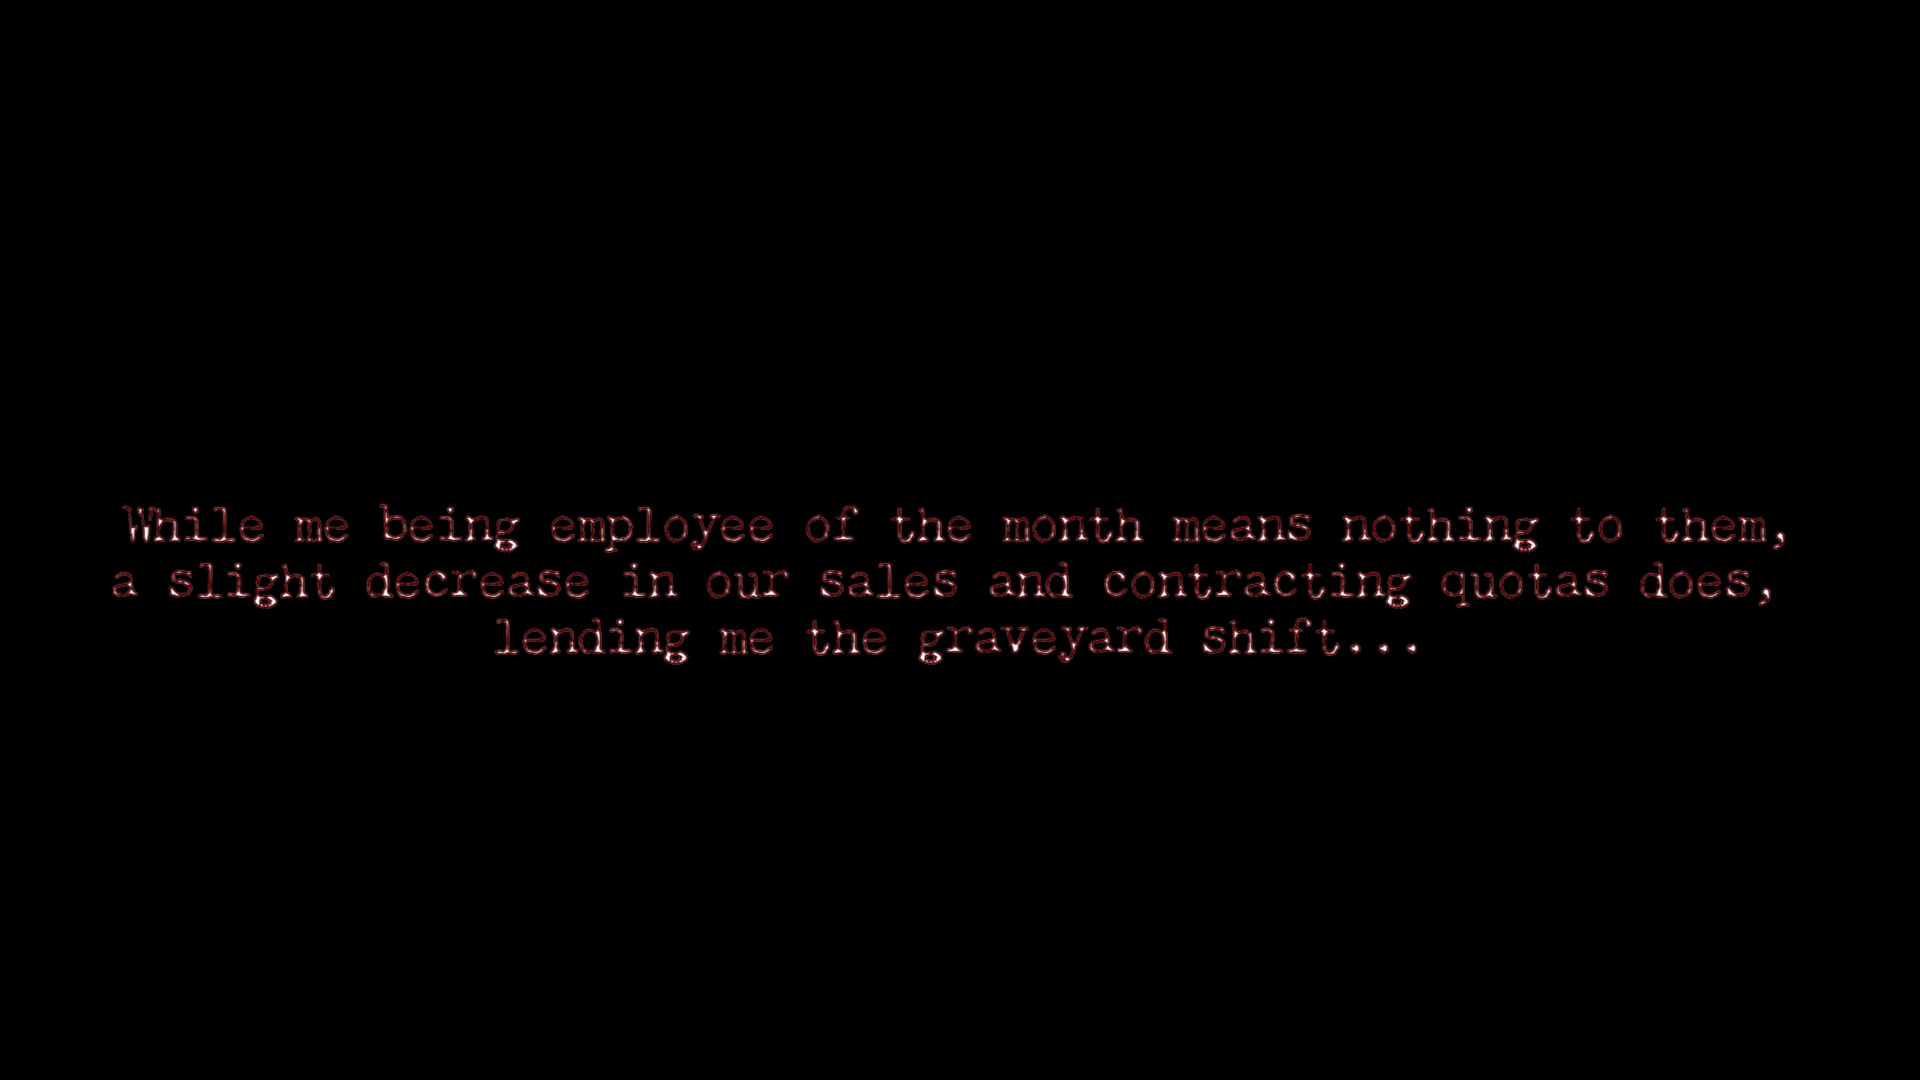 While me being employee of the month means nothing to them,
a slight decrease in our sales and contracting quotas does,
lending me the graveyard shift...